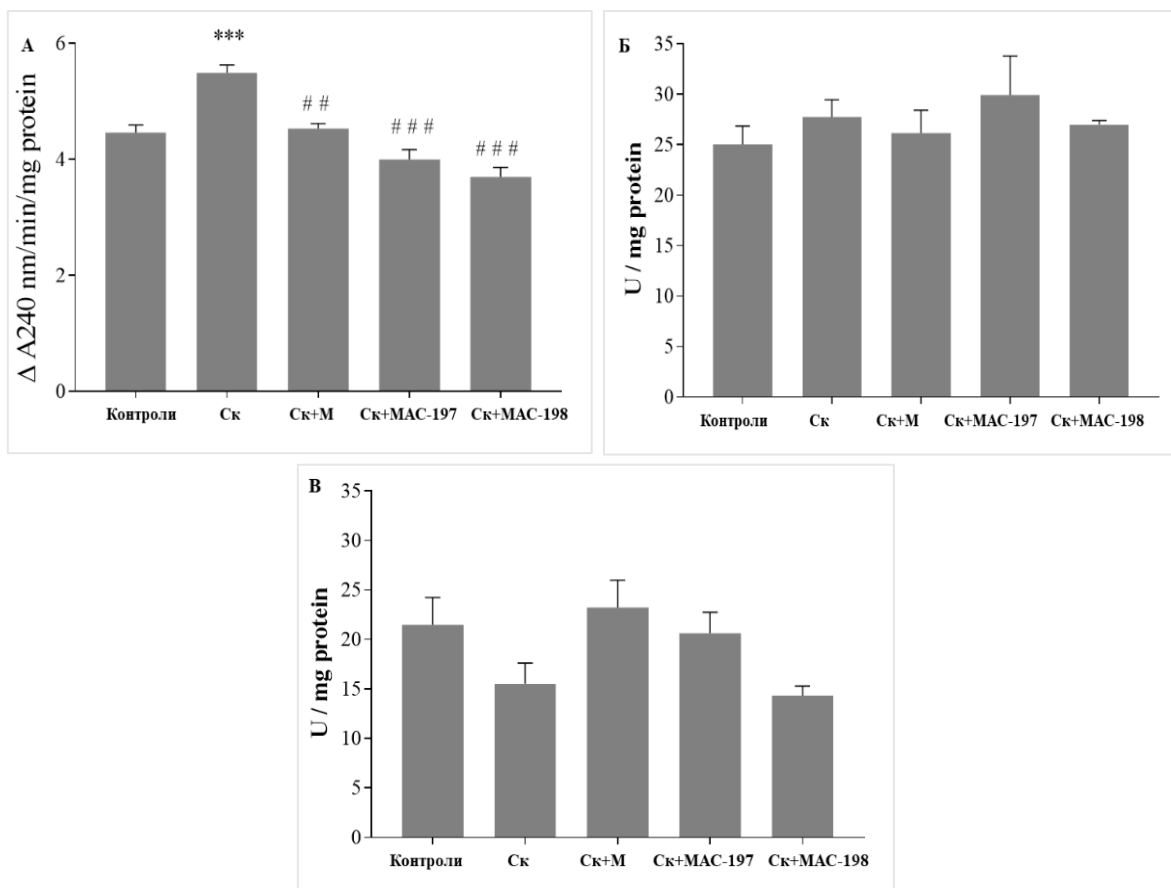 А
Δ A240 nm/min/mg protein
6
4
2
0
***
# #
# # #
# # #
Контроли Ск Ск+М Ск+МАС-197 Ск+МАС-198
Б
U / mg protein
35
30
25
20
15
10
5
0
Контроли Ск Ск+М Ск+МАС-197 Ск+МАС-198
В
U / mg protein
35
30
25
20
15
10
5
0
Контроли Ск Ск+М Ск+МАС-197 Ск+МАС-198